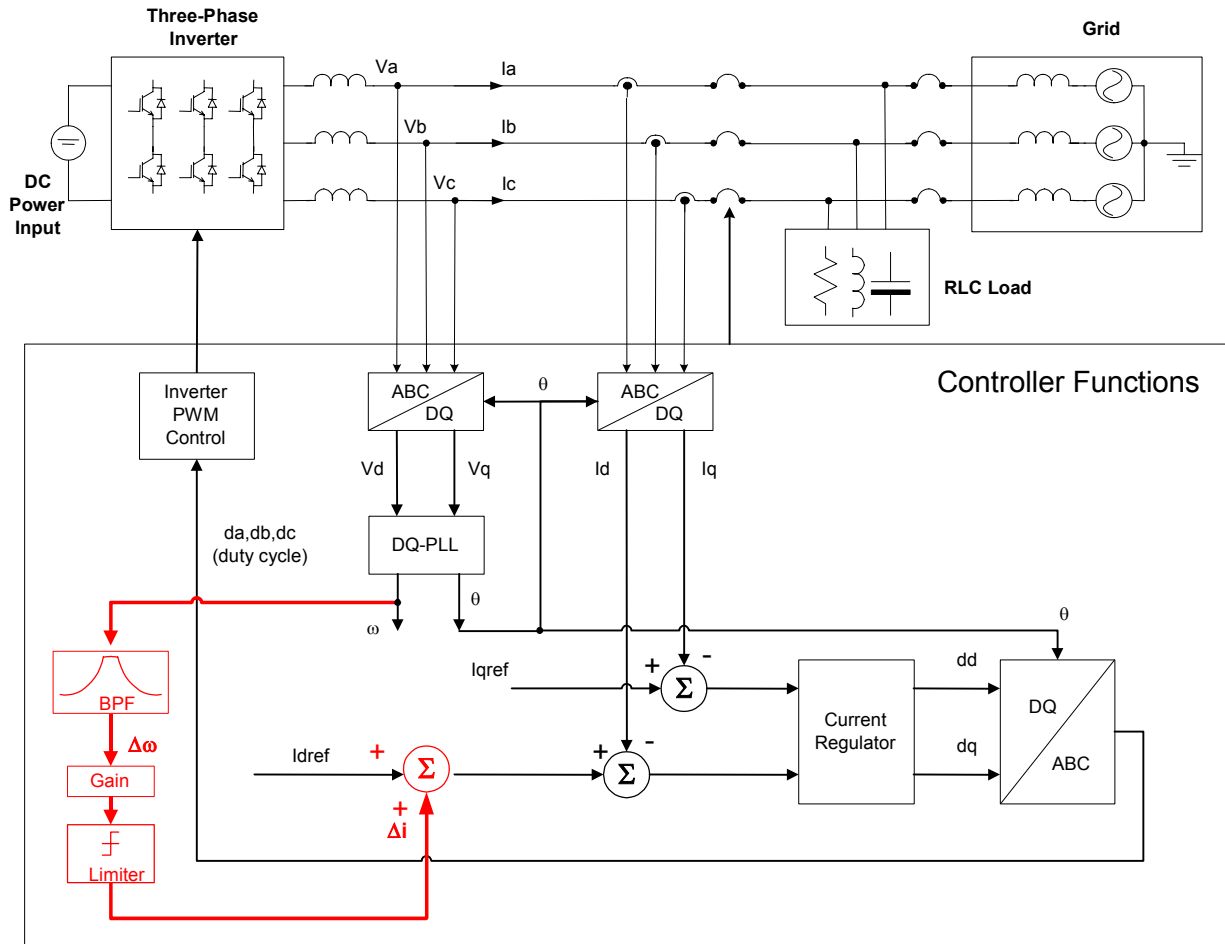 Three-Phase
Inverter
Grid
Va
Ia
Vb
Ib
Vc
Ic
DC
Power
Input
RLC Load
Controller Functions
Inverter
PWM
Control
ABC
DQ
θ
ABC
DQ
Vd
Vq
Id
Iq
da,db,dc
(duty cycle)
DQ-PLL
θ
ω
θ
BPF
Iqref
+
-
Σ
dd
Current
Regulator
DQ
ABC
dq
Δω
Gain
Idref
+
Σ
+
Δi
+
-
Σ
Limiter